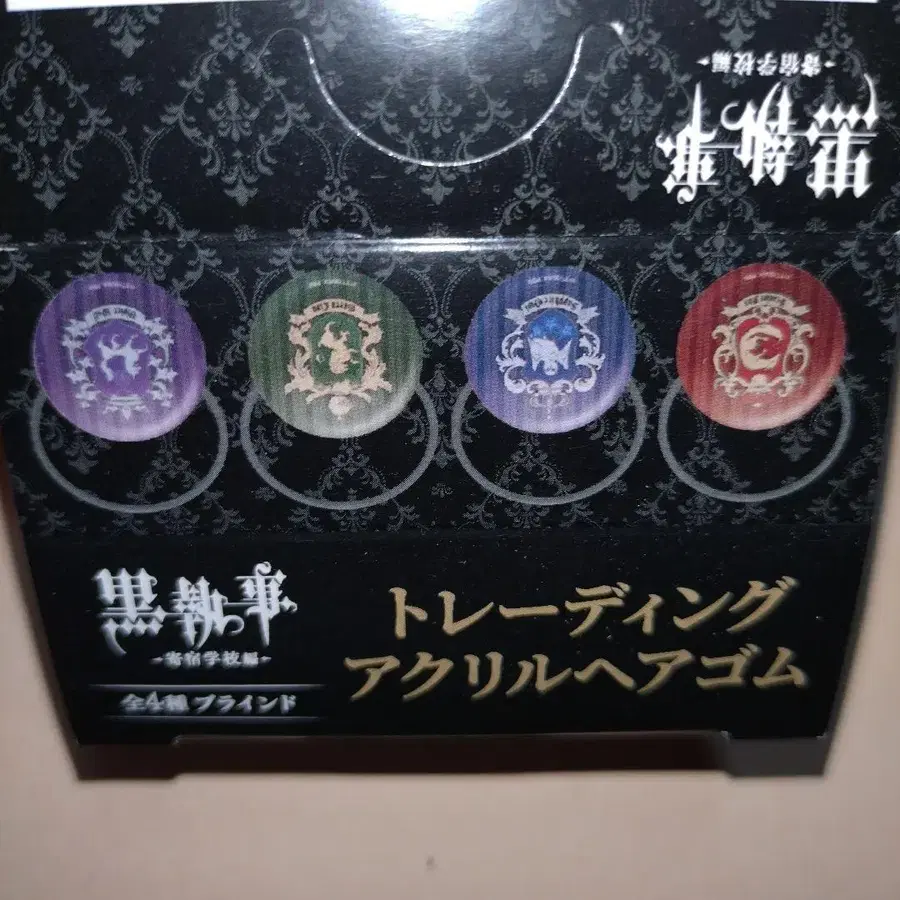 黒執事
-寄宿学校編-
Sapphire Owl
黒執事
-寄宿学校編-
全4種 ブラインド
トレーディング
アクリルヘアゴム